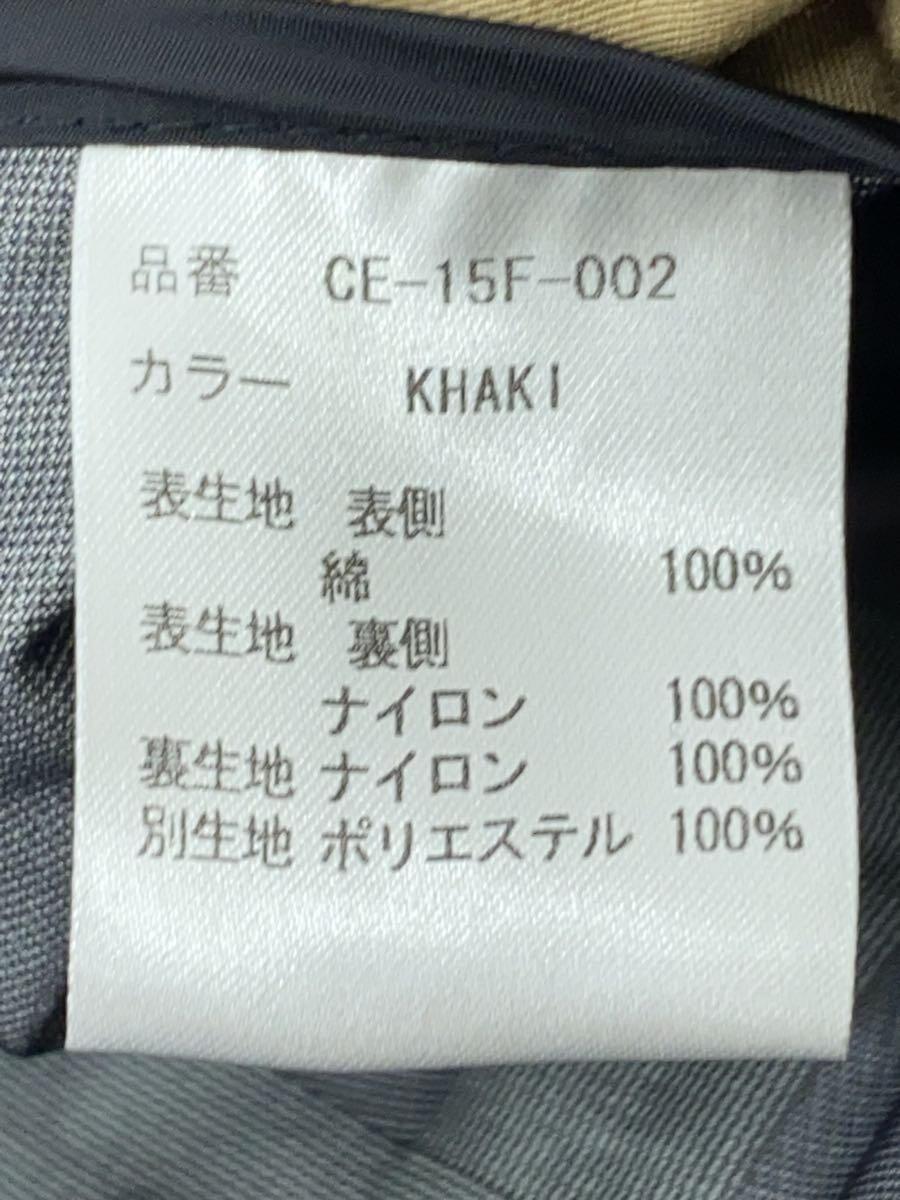 品番 CE-15F-002
カラー KHAKI
表生地 表側
綿 100%
表生地 裏側
ナイロン 100%
裏生地 ナイロン 100%
別生地 ポリエステル 100%